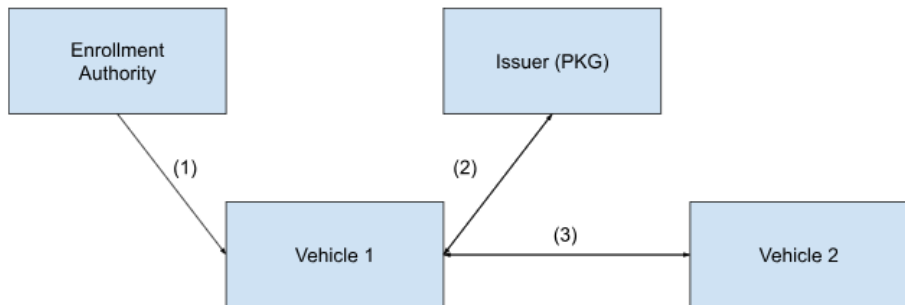 Enrollment
Authority
Issuer (PKG)
(1)
(2)
(3)
Vehicle 1
Vehicle 2